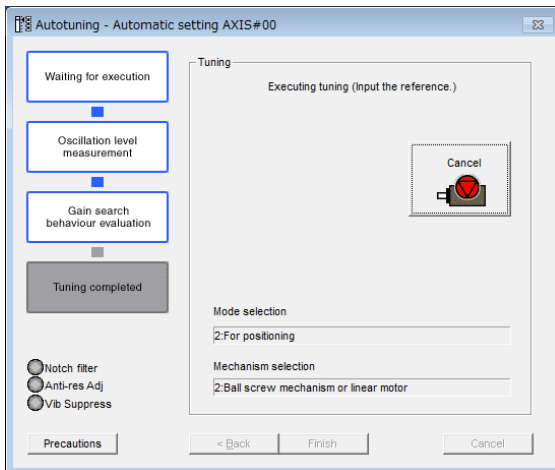 Autotuning - Automatic setting AXIS#00
Waiting for execution
Oscillation level
measurement
Gain search
behaviour evaluation
Tuning completed
Notch filter
Anti-res Adj
Vib Suppress
Precautions
Tuning
Executing tuning (Input the reference.)
Cancel
Mode selection
2:For positioning
Mechanism selection
2:Ball screw mechanism or linear motor
< Back
Finish
Cancel